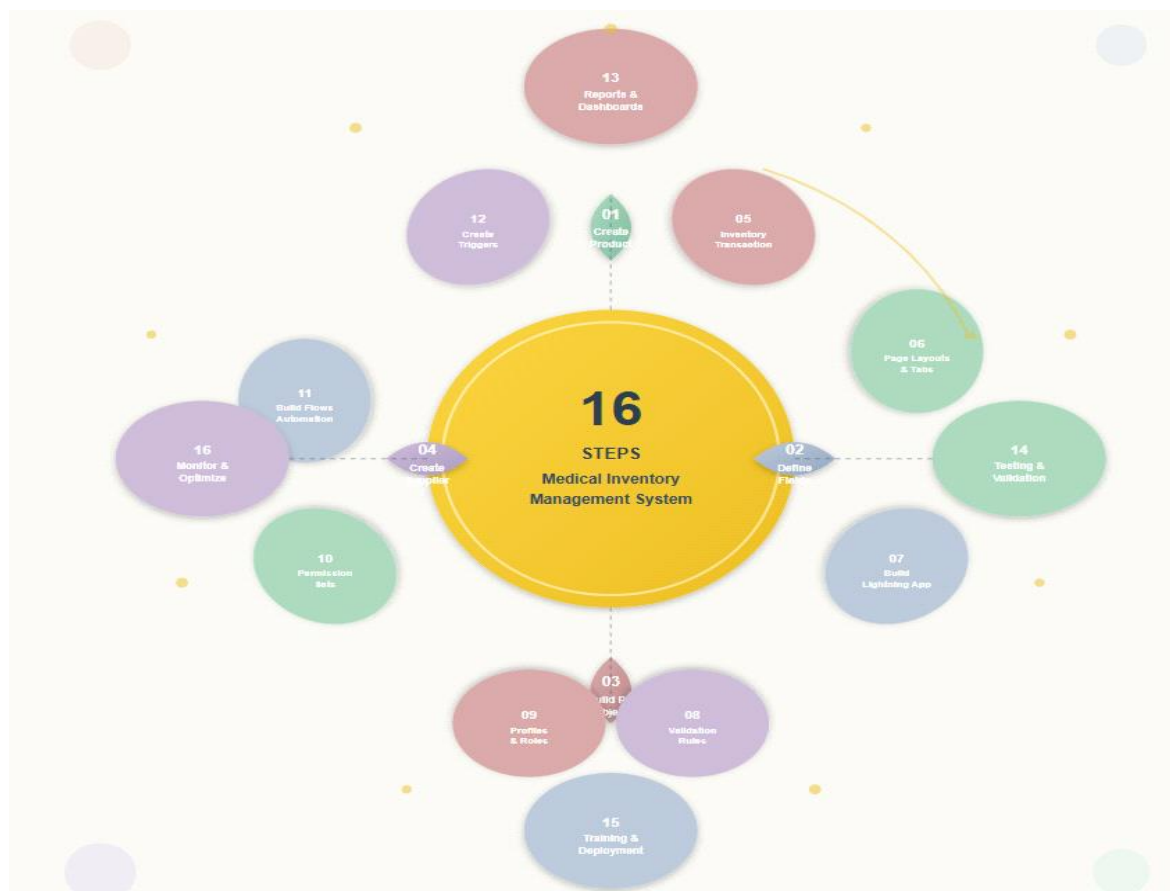 13
Reports &
Dashboards
12
Create
Triggers
01
Create
Product
05
Inventory
Transaction
06
Page Layouts
& Tabs
11
Build Flows
Automation
16
STEPS
Medical Inventory
Management System
16
Monitor &
Optimize
04
Create
02
Define
14
Testing &
Validation
10
Permission
Sets
07
Build
Lightning App
03
09
Profiles
& Roles
08
Validation
Rules
15
Training &
Deployment